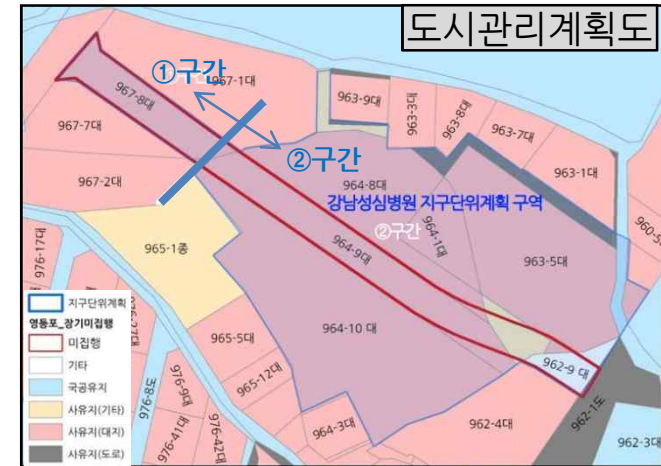 도시관리계획도
①구간
967-1대
967-8대
963-9대
963-3대
963-8대
963-7대
963-1대
967-7대
②구간
967-2대
964-8대
강남성심병원 지구단위계획 구역
②구간
964-1대
960-5
976-17대
965-1종
964-9대
963-5대
지구단위계획
영등포_장기미집행
미집행
기타
국공유지
사유지(기타)
사유지(대지)
사유지(도로)
976-27대
965-5대
964-10 대
962-9 대
976-8도
976-9대
965-12대
976-41대
976-42대
964-3대
962-4대
962-1도
962-3대